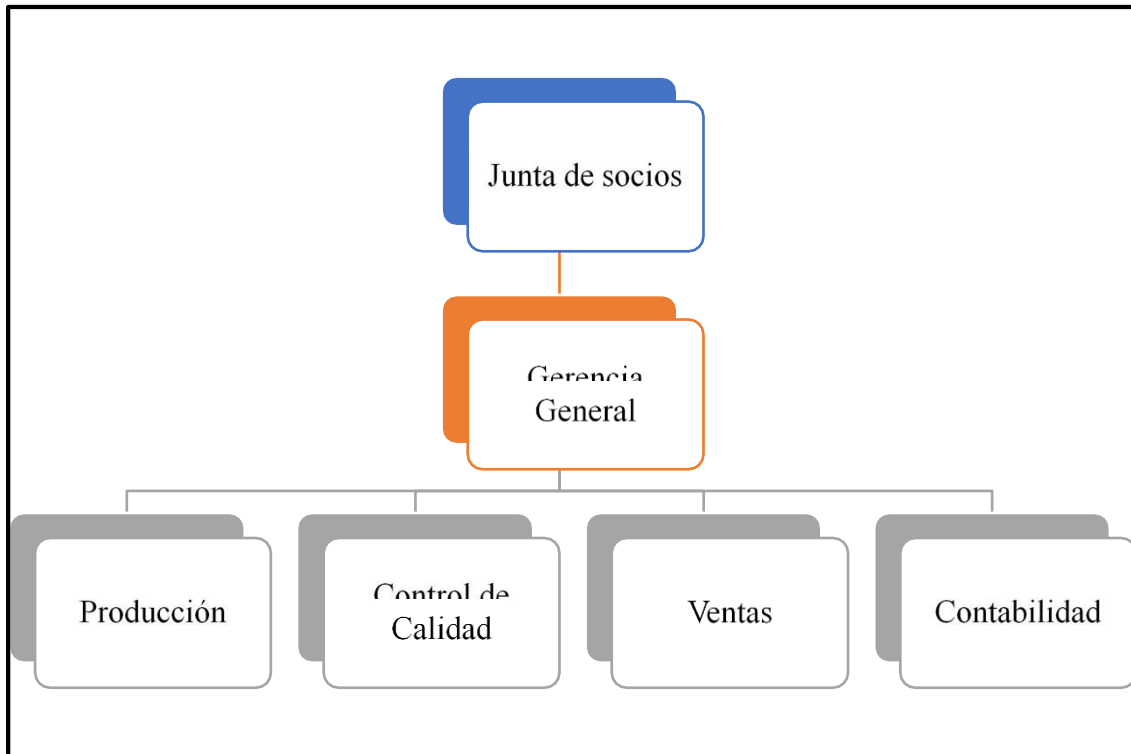 Junta de socios
Gerencia
General
Producción
Control de
Calidad
Ventas
Contabilidad